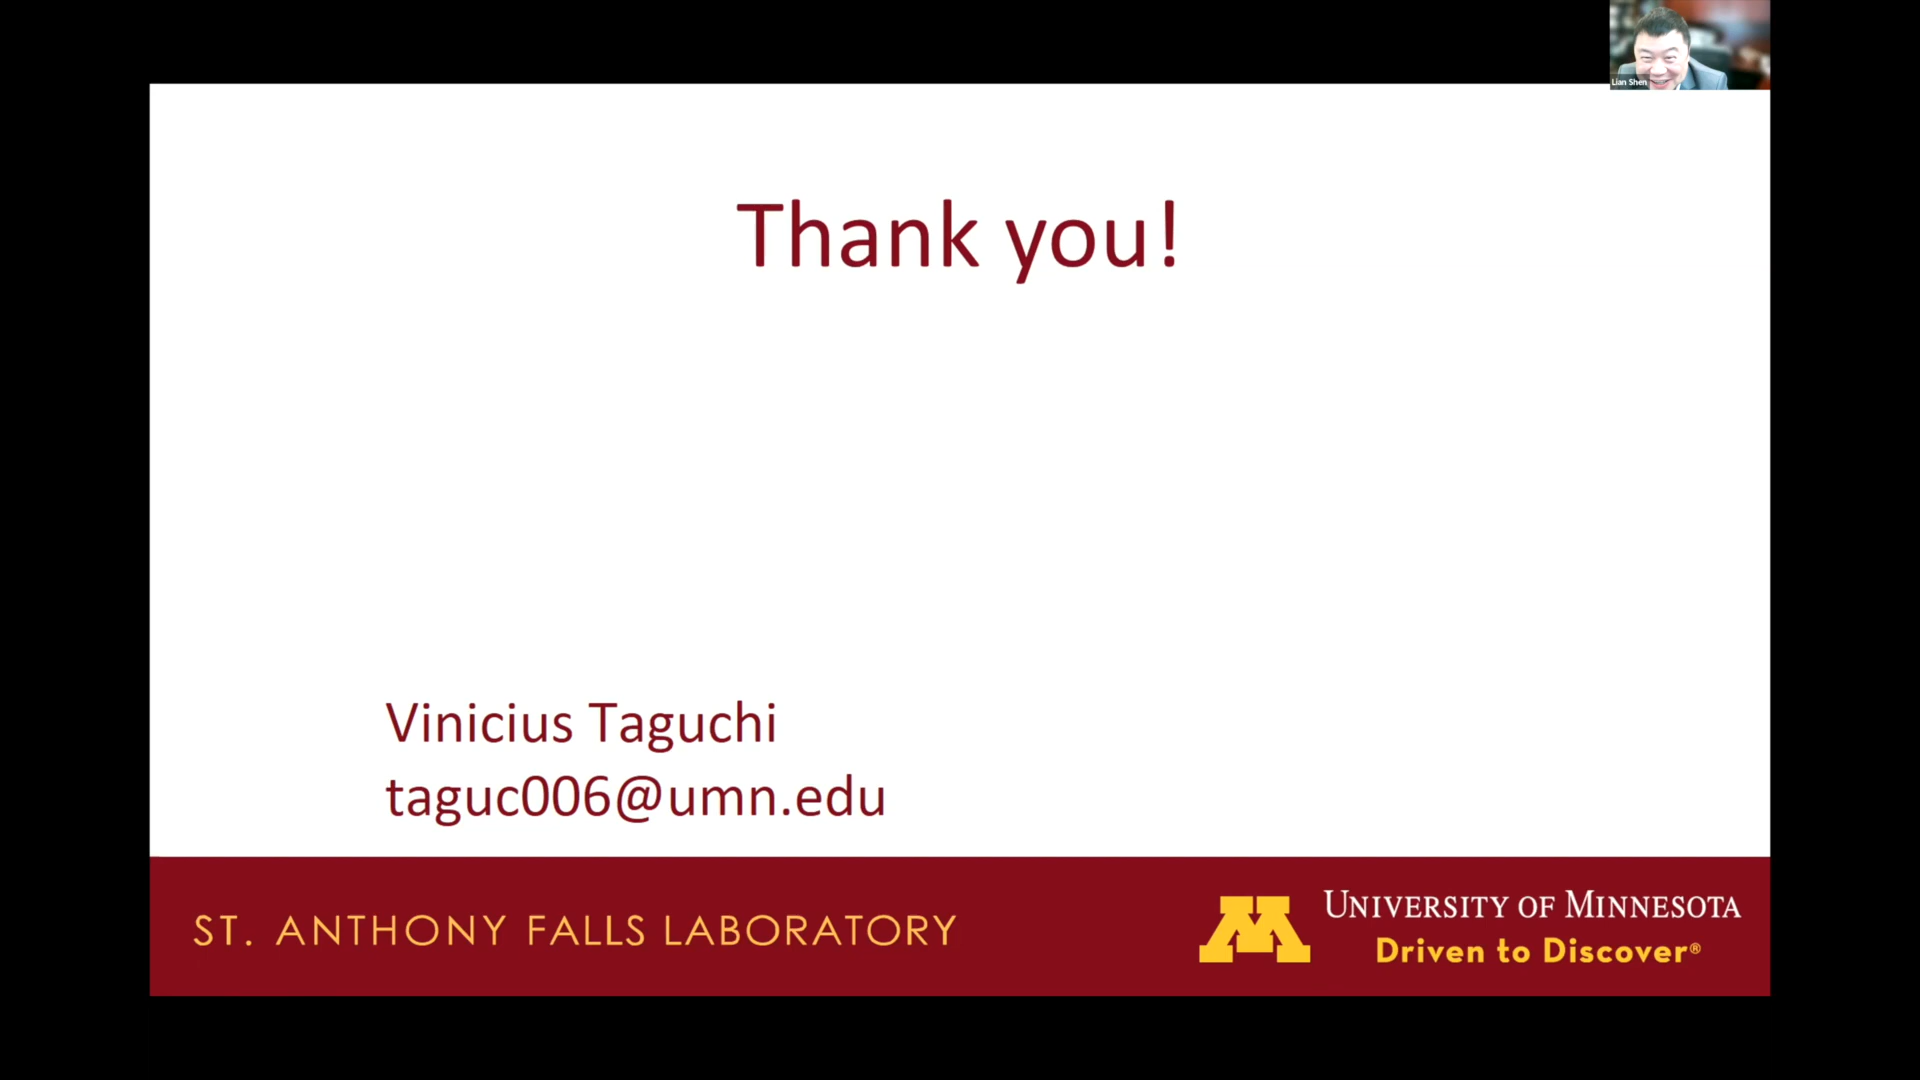 Lian Shen
Thank you!
Vinicius Taguchi
taguc006@umn.edu
ST. ANTHONY FALLS LABORATORY
UNIVERSITY OF MINNESOTA
Driven to Discover®